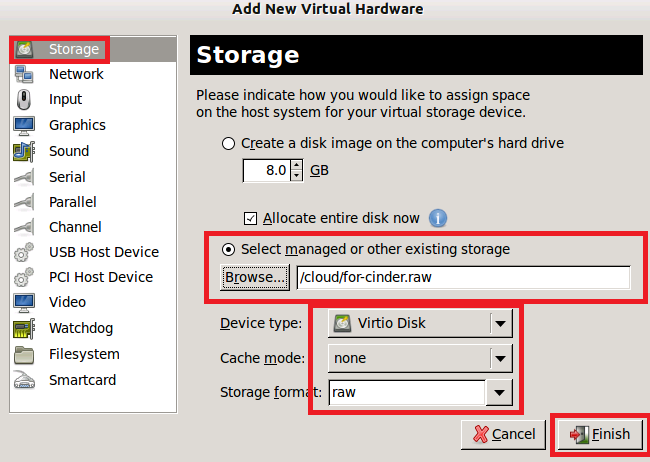 Add New Virtual Hardware
Storage
Network
Input
Graphics
Sound
Serial
Parallel
Channel
USB Host Device
PCI Host Device
Video
Watchdog
Filesystem
Smartcard
Storage
Please indicate how you would like to assign space
on the host system for your virtual storage device.
Create a disk image on the computer's hard drive
8.0 GB
Allocate entire disk now
Select managed or other existing storage
Browse... /cloud/for-cinder.raw
Device type: Virtio Disk
Cache mode: none
Storage format: raw
Cancel Finish